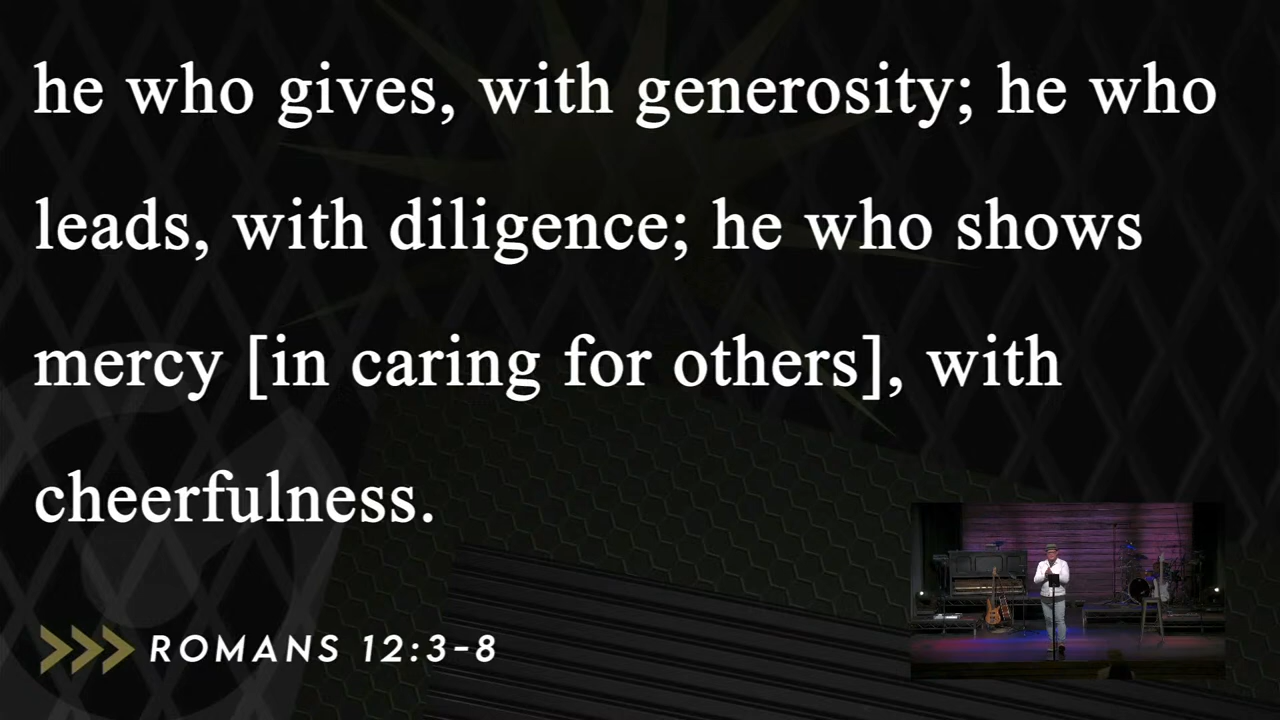 he who gives, with generosity; he who
leads, with diligence; he who shows
mercy [in caring for others], with
cheerfulness.
>>> ROMANS 12:3-8